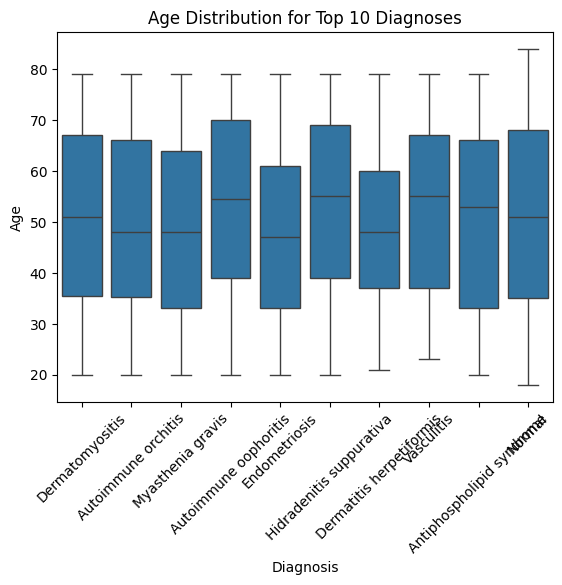 Age Distribution for Top 10 Diagnoses
Age
80
70
60
50
40
30
20
Dermatomyositis
Autoimmune orchitis
Myasthenia gravis
Autoimmune oophoritis
Endometriosis
Hidradenitis suppurativa
Dermatitis herpetiformis
Vasculitis
Antiphospholipid syndrome
Normal
Diagnosis